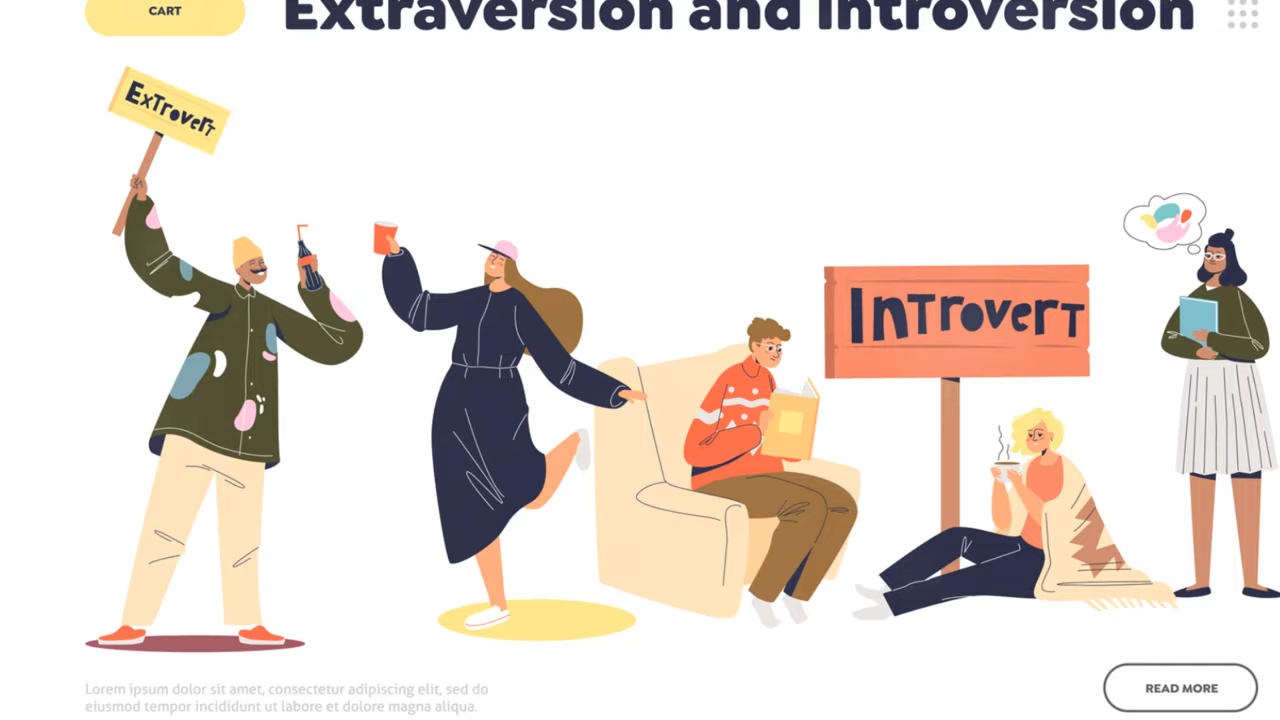 CART
Extraversion and Introversion
Extrovert
Introvert
Lorem ipsum dolor sit amet, consectetur adipiscing elit, sed do
eiusmod tempor incididunt ut labore et dolore magna aliqua.
READ MORE